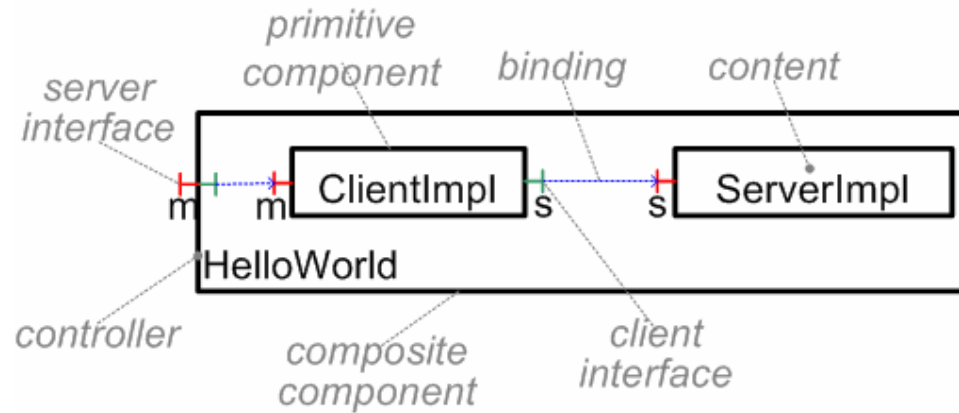 primitive
component
server
interface
binding
content
m
m
ClientImpl
s
s
ServerImpl
HelloWorld
controller
composite
component
client
interface